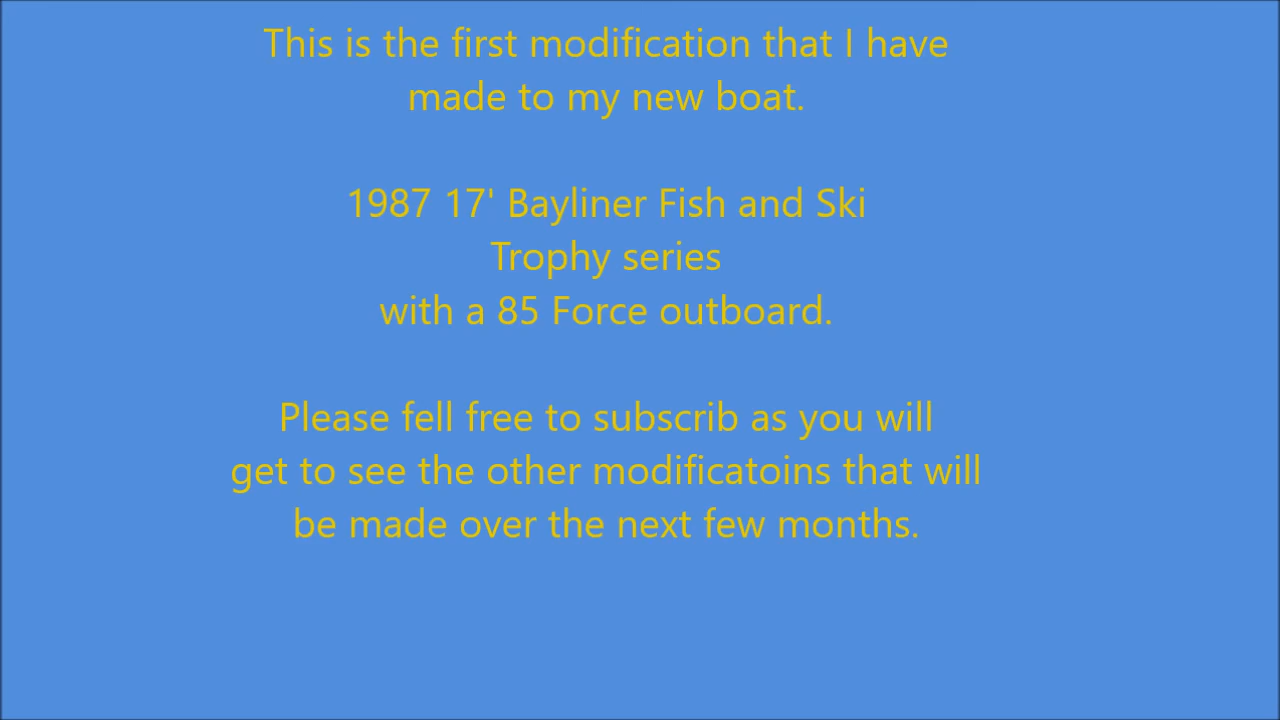 This is the first modification that I have
made to my new boat.
1987 17' Bayliner Fish and Ski
Trophy series
with a 85 Force outboard.
Please fell free to subscrib as you will
get to see the other modificatoins that will
be made over the next few months.